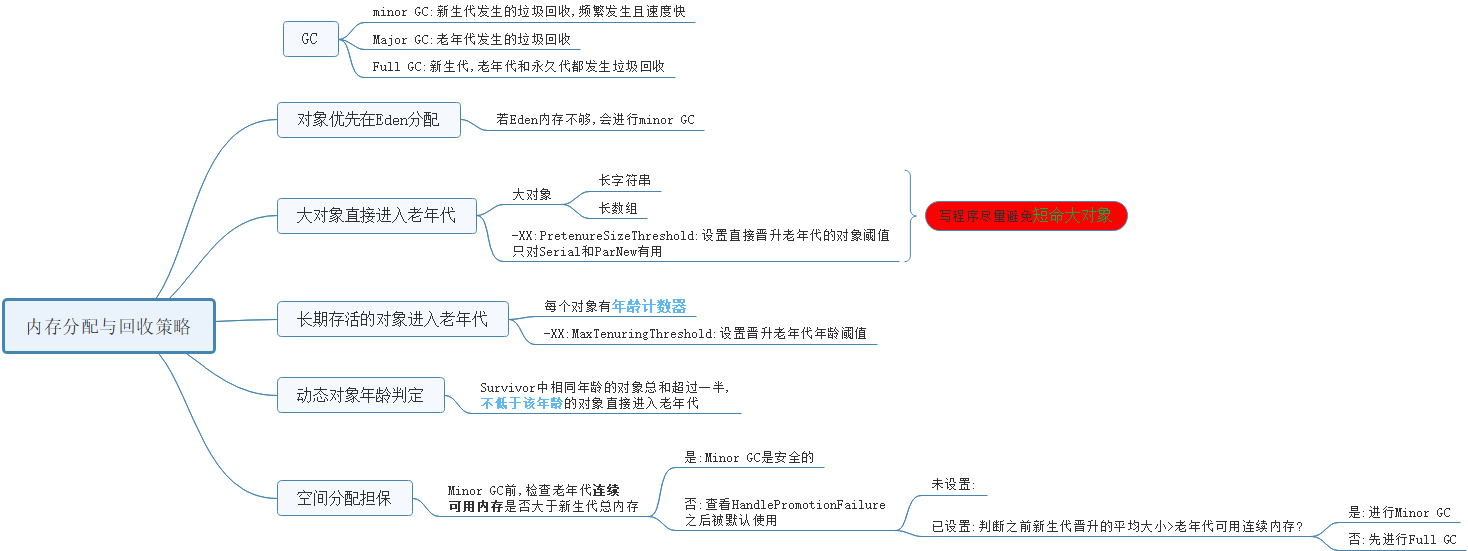 GC
minor GC:新生代发生的垃圾回收,频繁发生且速度快
Major GC:老年代发生的垃圾回收
Full GC:新生代,老年代和永久代都发生垃圾回收
内存分配与回收策略
对象优先在Eden分配
若Eden内存不够,会进行minor GC
大对象直接进入老年代
大对象
长字符串
长数组
-XX:PretenureSizeThreshold:设置直接晋升老年代的对象阈值
只对Serial和ParNew有用
写程序尽量避免短命大对象
长期存活的对象进入老年代
每个对象有年龄计数器
-XX:MaxTenuringThreshold:设置晋升老年代年龄阈值
动态对象年龄判定
Survivor中相同年龄的对象总和超过一半,
不低于该年龄的对象直接进入老年代
空间分配担保
Minor GC前,检查老年代连续
可用内存是否大于新生代总内存
是:Minor GC是安全的
否:查看HandlePromotionFailure
之后被默认使用
未设置:
已设置:判断之前新生代晋升的平均大小>老年代可用连续内存?
是:进行Minor GC
否:先进行Full GC